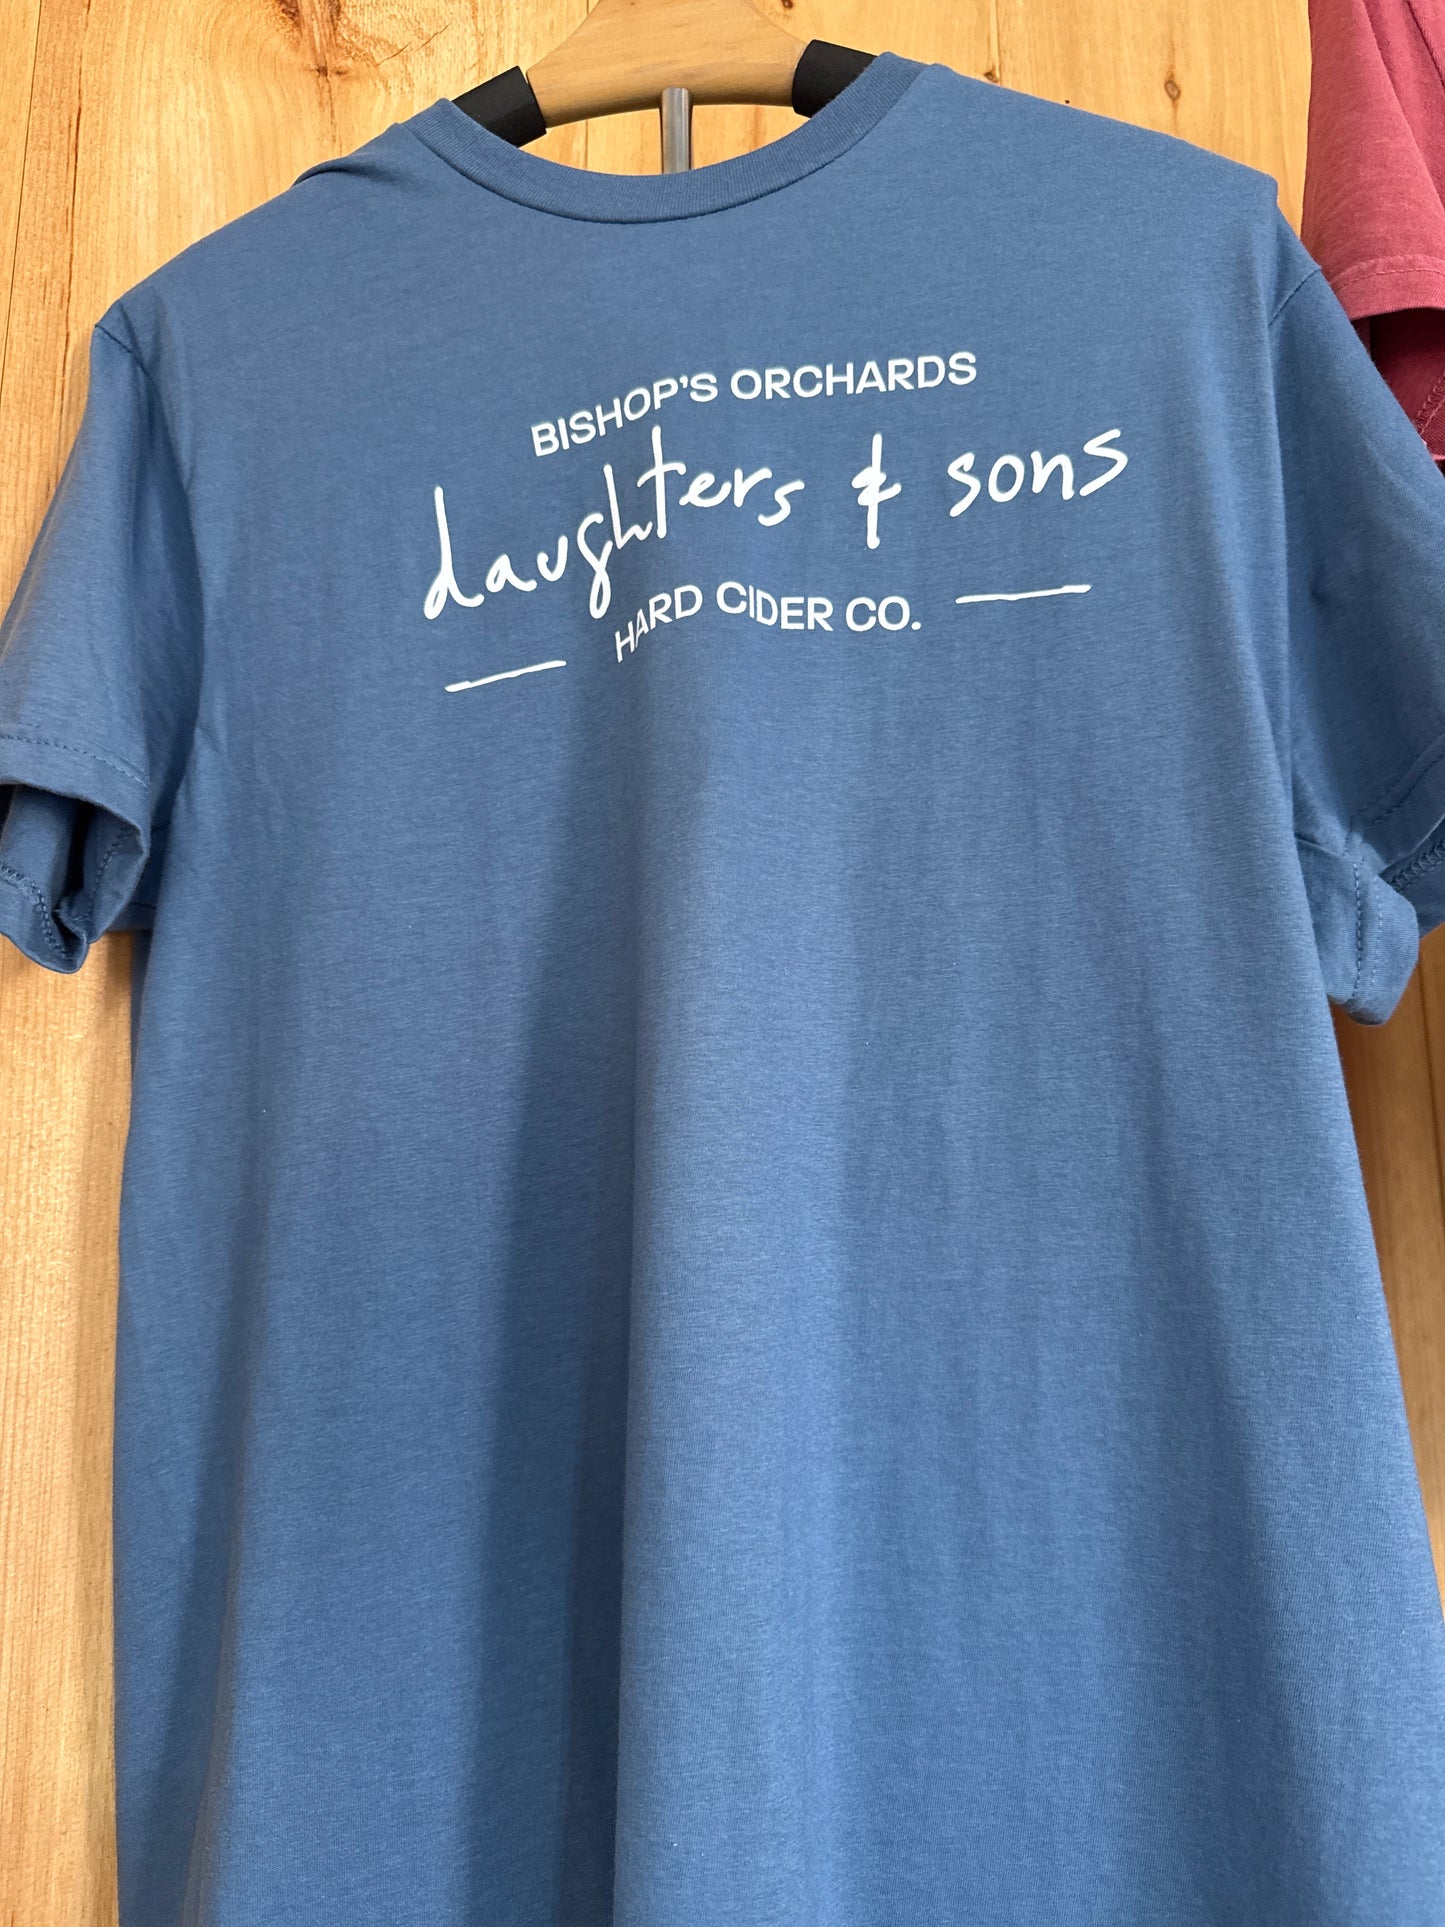 BISHOP'S ORCHARDS
daughters & sons
HARD CIDER CO.